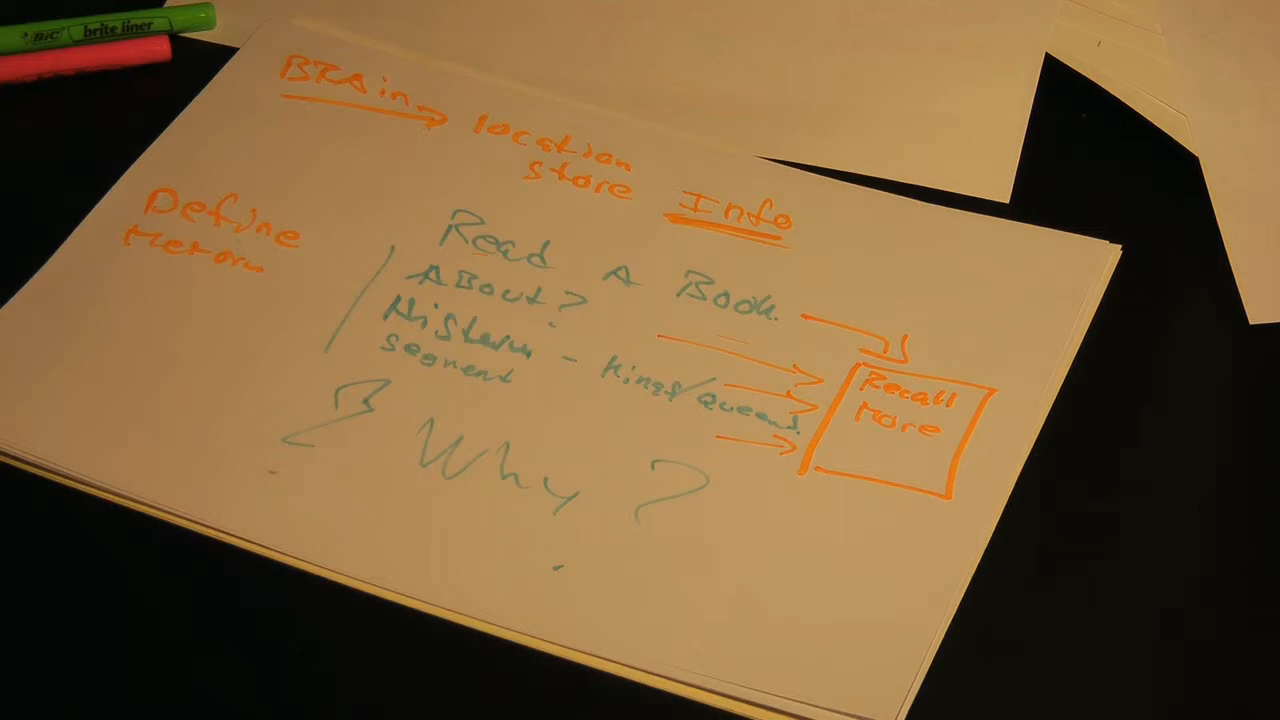 BiC brite liner
BRAin → location
store Info
Define
Memory
Read A Book
About?
History - Kings/Queens.
segment
Recall
More
? Why ?